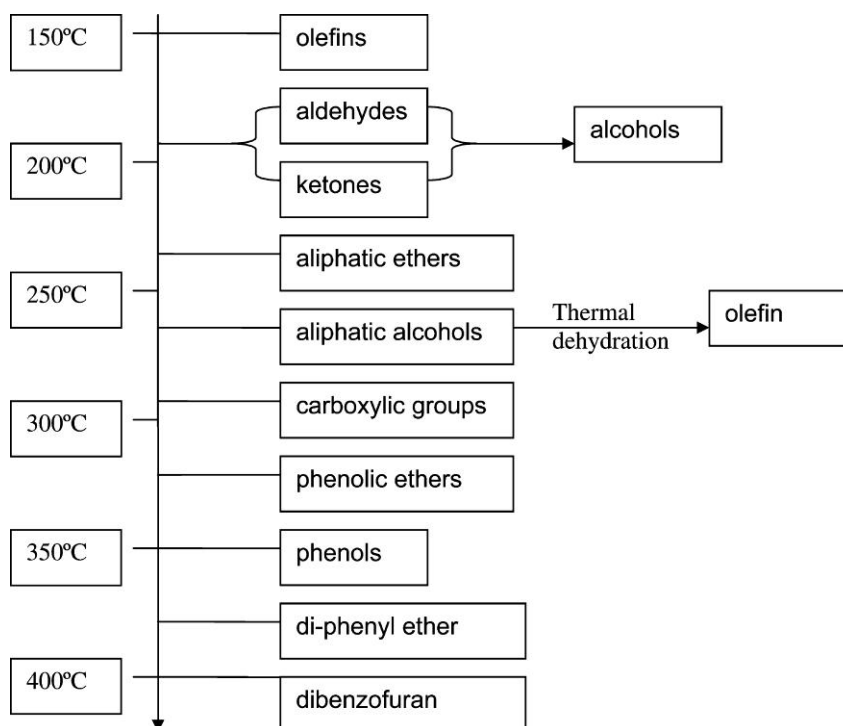 150ºC
olefins
aldehydes
alcohols
200ºC
ketones
aliphatic ethers
250ºC
aliphatic alcohols
Thermal
dehydration
olefin
300ºC
carboxylic groups
phenolic ethers
350ºC
phenols
di-phenyl ether
400ºC
dibenzofuran